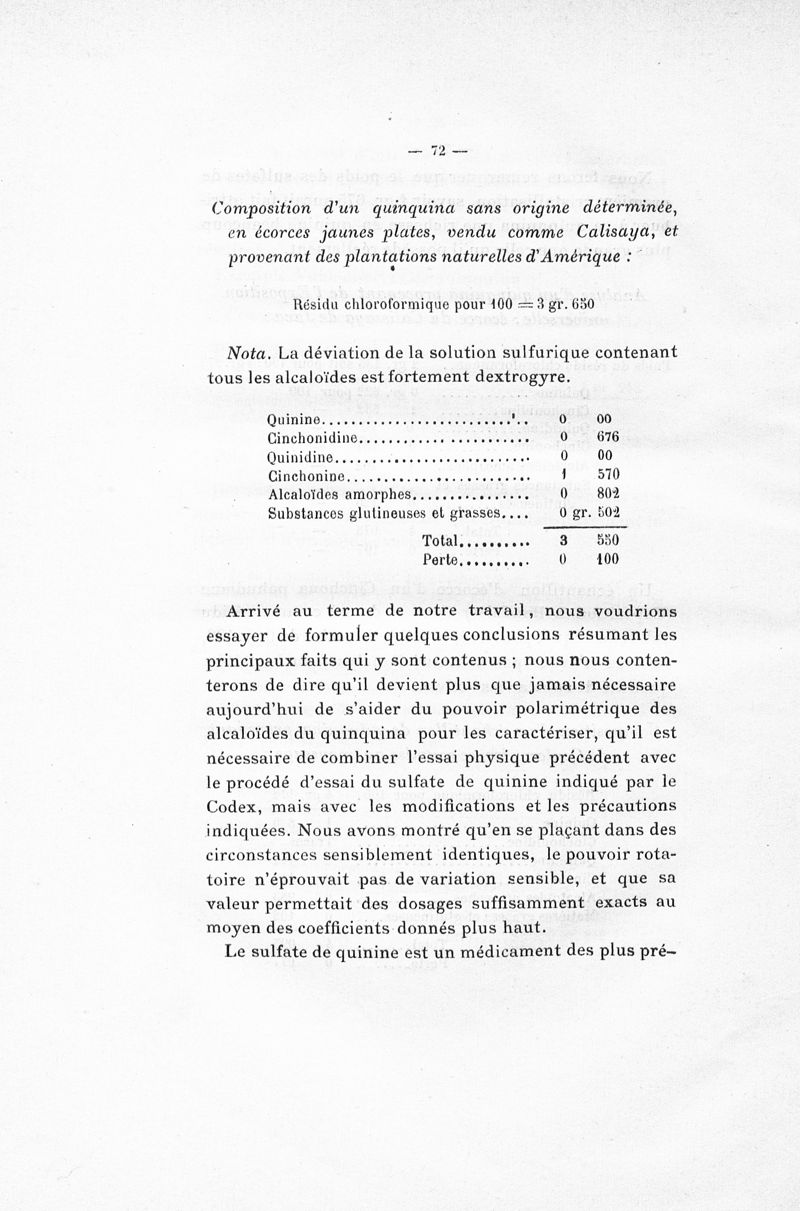 — 72 —
Composition d'un quinquina sans origine déterminée,
en écorces jaunes plates, vendu comme Calisaya, et
provenant des plantations naturelles d'Amérique :
Résidu chloroformique pour 100 = 3 gr. 650
Nota. La déviation de la solution sulfurique contenant
tous les alcaloïdes est fortement dextrogyre.
Quinine............................ 0 00
Cinchonidine........................ 0 676
Quinidine........................... 0 00
Cinchonine.......................... 1 570
Alcaloïdes amorphes................ 0 802
Substances glutineuses et grasses.... 0 gr. 502
Total.......... 3 550
Perte.......... 0 100
Arrivé au terme de notre travail, nous voudrions
essayer de formuler quelques conclusions résumant les
principaux faits qui y sont contenus ; nous nous conten-
terons de dire qu'il devient plus que jamais nécessaire
aujourd'hui de s'aider du pouvoir polarimétrique des
alcaloïdes du quinquina pour les caractériser, qu'il est
nécessaire de combiner l'essai physique précédent avec
le procédé d'essai du sulfate de quinine indiqué par le
Codex, mais avec les modifications et les précautions
indiquées. Nous avons montré qu'en se plaçant dans des
circonstances sensiblement identiques, le pouvoir rota-
toire n'éprouvait pas de variation sensible, et que sa
valeur permettait des dosages suffisamment exacts au
moyen des coefficients donnés plus haut.
Le sulfate de quinine est un médicament des plus pré-